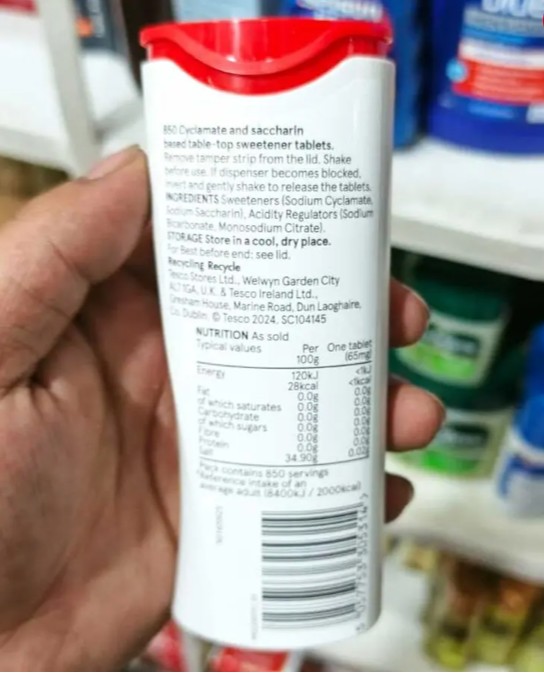 850 Cyclamate and saccharin
based table-top sweetener tablets.
Remove tamper strip from the lid. Shake
before use. If dispenser becomes blocked,
invert and gently shake to release the tablets.
INGREDIENTS Sweeteners (Sodium Cyclamate,
Sodium Saccharin), Acidity Regulators (Sodium
Bicarbonate, Monosodium Citrate).
STORAGE Store in a cool, dry place.
For Best before end: see lid.
Recycling Recycle
Tesco Stores Ltd., Welwyn Garden City
AL7 1GA, U.K. & Tesco Ireland Ltd.,
Gresham House, Marine Road, Dun Laoghaire,
Co. Dublin. © Tesco 2024. SC104145
NUTRITION As sold
Typical values Per 100g One tablet (65mg)
Energy 120kJ <1kJ
28kcal <1kcal
Fat 0.0g 0.0g
of which saturates 0.0g 0.0g
Carbohydrate 0.0g 0.0g
of which sugars 0.0g 0.0g
Fibre 0.0g 0.0g
Protein 0.0g 0.0g
Salt 34.90g 0.02g
Pack contains 850 servings
Reference intake of an
average adult (8400kJ / 2000kcal)